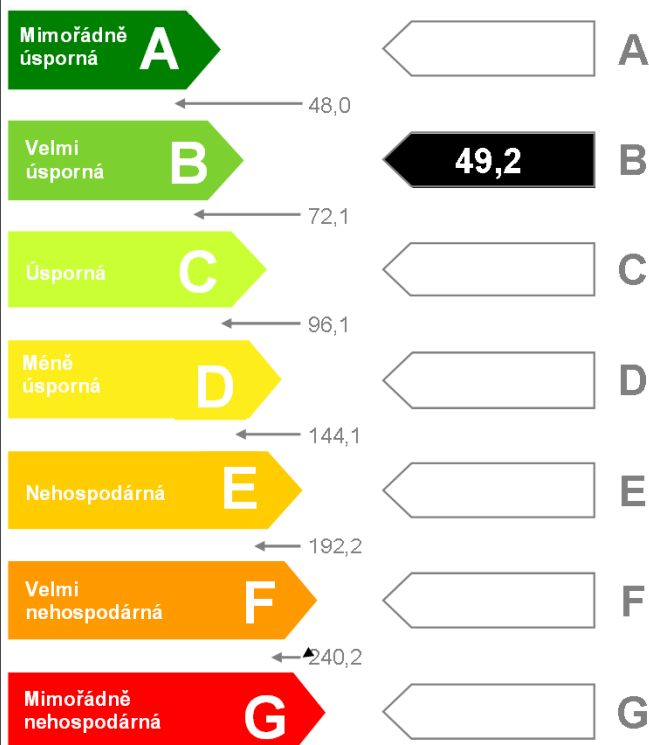 Mimořádně
úsporná
A
A
48,0
Velmi
úsporná
B
49,2
B
72,1
Úsporná
C
C
96,1
Méně
úsporná
D
D
144,1
Nehospodárná
E
E
192,2
Velmi
nehospodárná
F
F
240,2
Mimořádně
nehospodárná
G
G